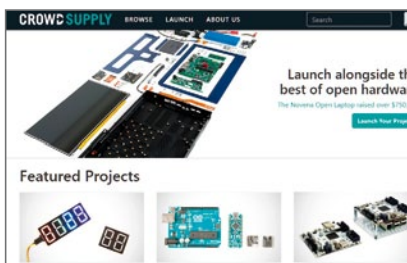 CROWD SUPPLY BROWSE LAUNCH ABOUT US Search
Launch alongside th
best of open hardwa
The Novena Open Laptop raised over $750
Launch Your Proje
Featured Projects